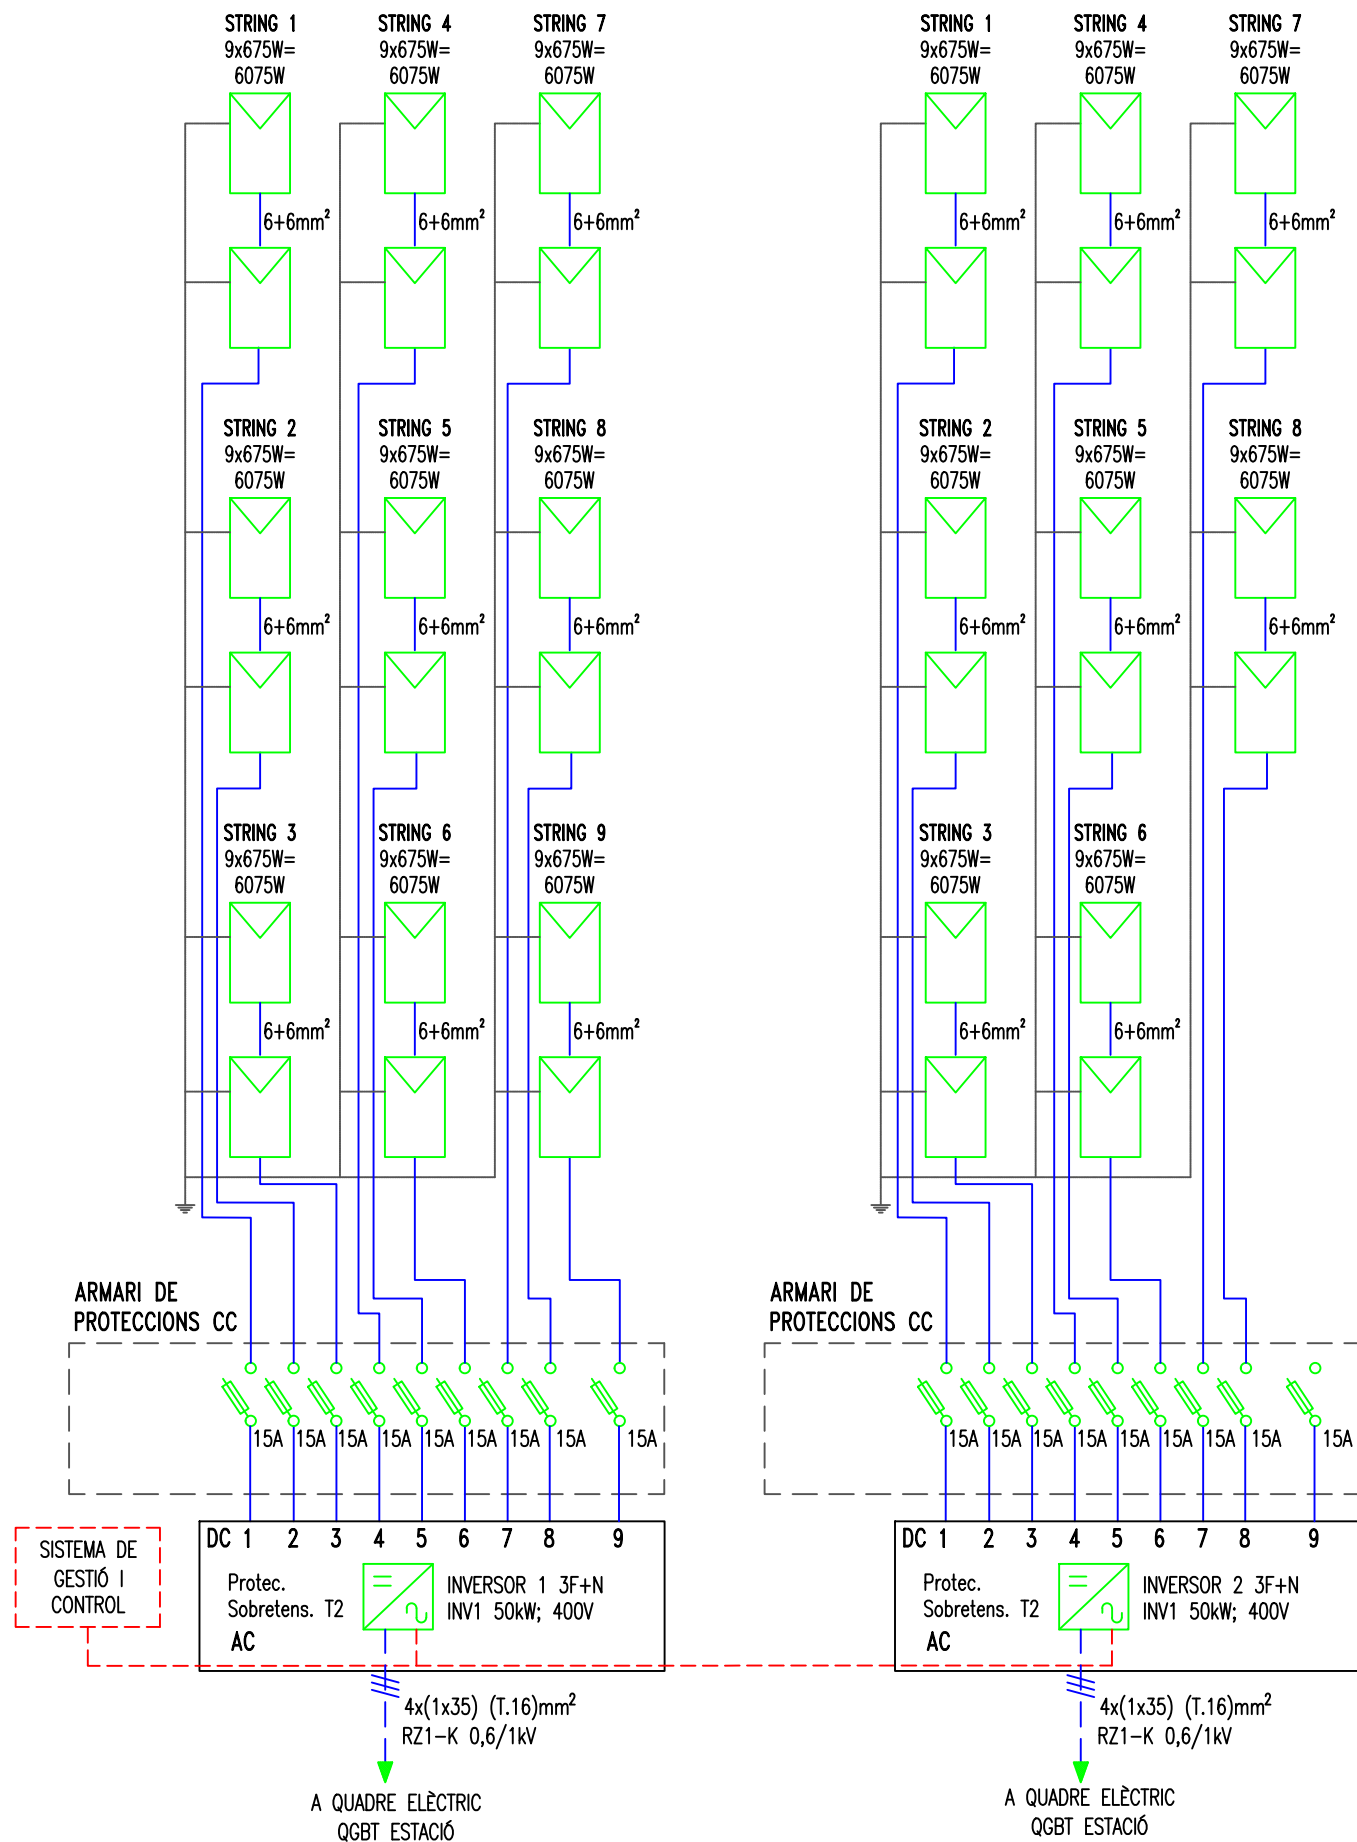 STRING 1
9x675W=
6075W
STRING 4
9x675W=
6075W
STRING 7
9x675W=
6075W
STRING 1
9x675W=
6075W
STRING 4
9x675W=
6075W
STRING 7
9x675W=
6075W
6+6mm²
6+6mm²
6+6mm²
6+6mm²
6+6mm²
6+6mm²
STRING 2
9x675W=
6075W
STRING 5
9x675W=
6075W
STRING 8
9x675W=
6075W
STRING 2
9x675W=
6075W
STRING 5
9x675W=
6075W
STRING 8
9x675W=
6075W
6+6mm²
6+6mm²
6+6mm²
6+6mm²
6+6mm²
6+6mm²
STRING 3
9x675W=
6075W
STRING 6
9x675W=
6075W
STRING 9
9x675W=
6075W
STRING 3
9x675W=
6075W
STRING 6
9x675W=
6075W
6+6mm²
6+6mm²
6+6mm²
6+6mm²
6+6mm²
ARMARI DE
PROTECCIONS CC
ARMARI DE
PROTECCIONS CC
15A 15A 15A 15A 15A 15A 15A 15A 15A
15A 15A 15A 15A 15A 15A 15A 15A 15A
SISTEMA DE
GESTIÓ I
CONTROL
DC 1 2 3 4 5 6 7 8 9
Protec.
Sobretens. T2
AC
INVERSOR 1 3F+N
INV1 50kW; 400V
DC 1 2 3 4 5 6 7 8 9
Protec.
Sobretens. T2
AC
INVERSOR 2 3F+N
INV1 50kW; 400V
4x(1x35) (T.16)mm²
RZ1-K 0,6/1kV
4x(1x35) (T.16)mm²
RZ1-K 0,6/1kV
A QUADRE ELÈCTRIC
QGBT ESTACIÓ
A QUADRE ELÈCTRIC
QGBT ESTACIÓ